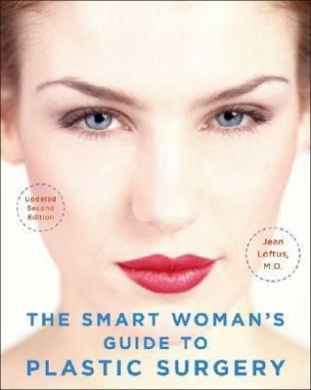 Updated
Second
Edition
Jean
Loftus,
M.D.
THE SMART WOMAN'S
GUIDE TO
PLASTIC SURGERY